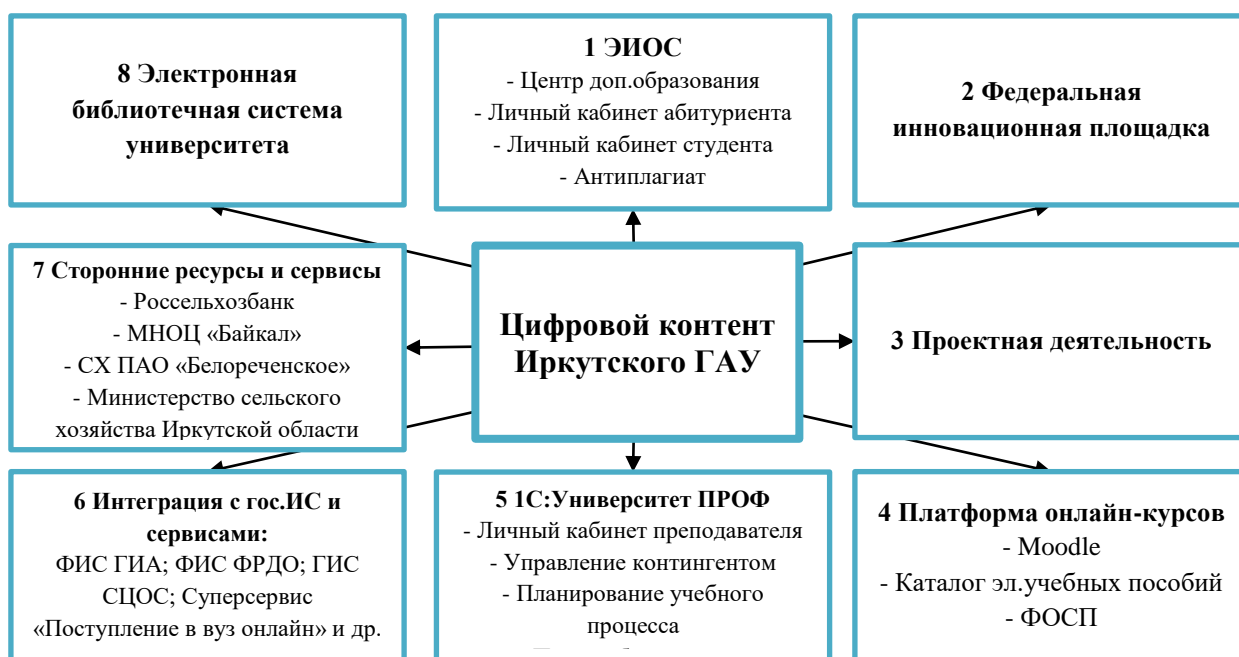 8 Электронная
библиотечная система
университета
1 ЭИОС
- Центр доп.образования
- Личный кабинет абитуриента
- Личный кабинет студента
- Антиплагиат
2 Федеральная
инновационная площадка
7 Сторонние ресурсы и сервисы
- Россельхозбанк
- МНОЦ «Байкал»
- СХ ПАО «Белореченское»
- Министерство сельского
хозяйства Иркутской области
Цифровой контент
Иркутского ГАУ
3 Проектная деятельность
6 Интеграция с гос.ИС и
сервисами:
ФИС ГИА; ФИС ФРДО; ГИС
СЦОС; Суперсервис
«Поступление в вуз онлайн» и др.
5 1С:Университет ПРОФ
- Личный кабинет преподавателя
- Управление контингентом
- Планирование учебного
процесса
4 Платформа онлайн-курсов
- Moodle
- Каталог эл.учебных пособий
- ФОСП